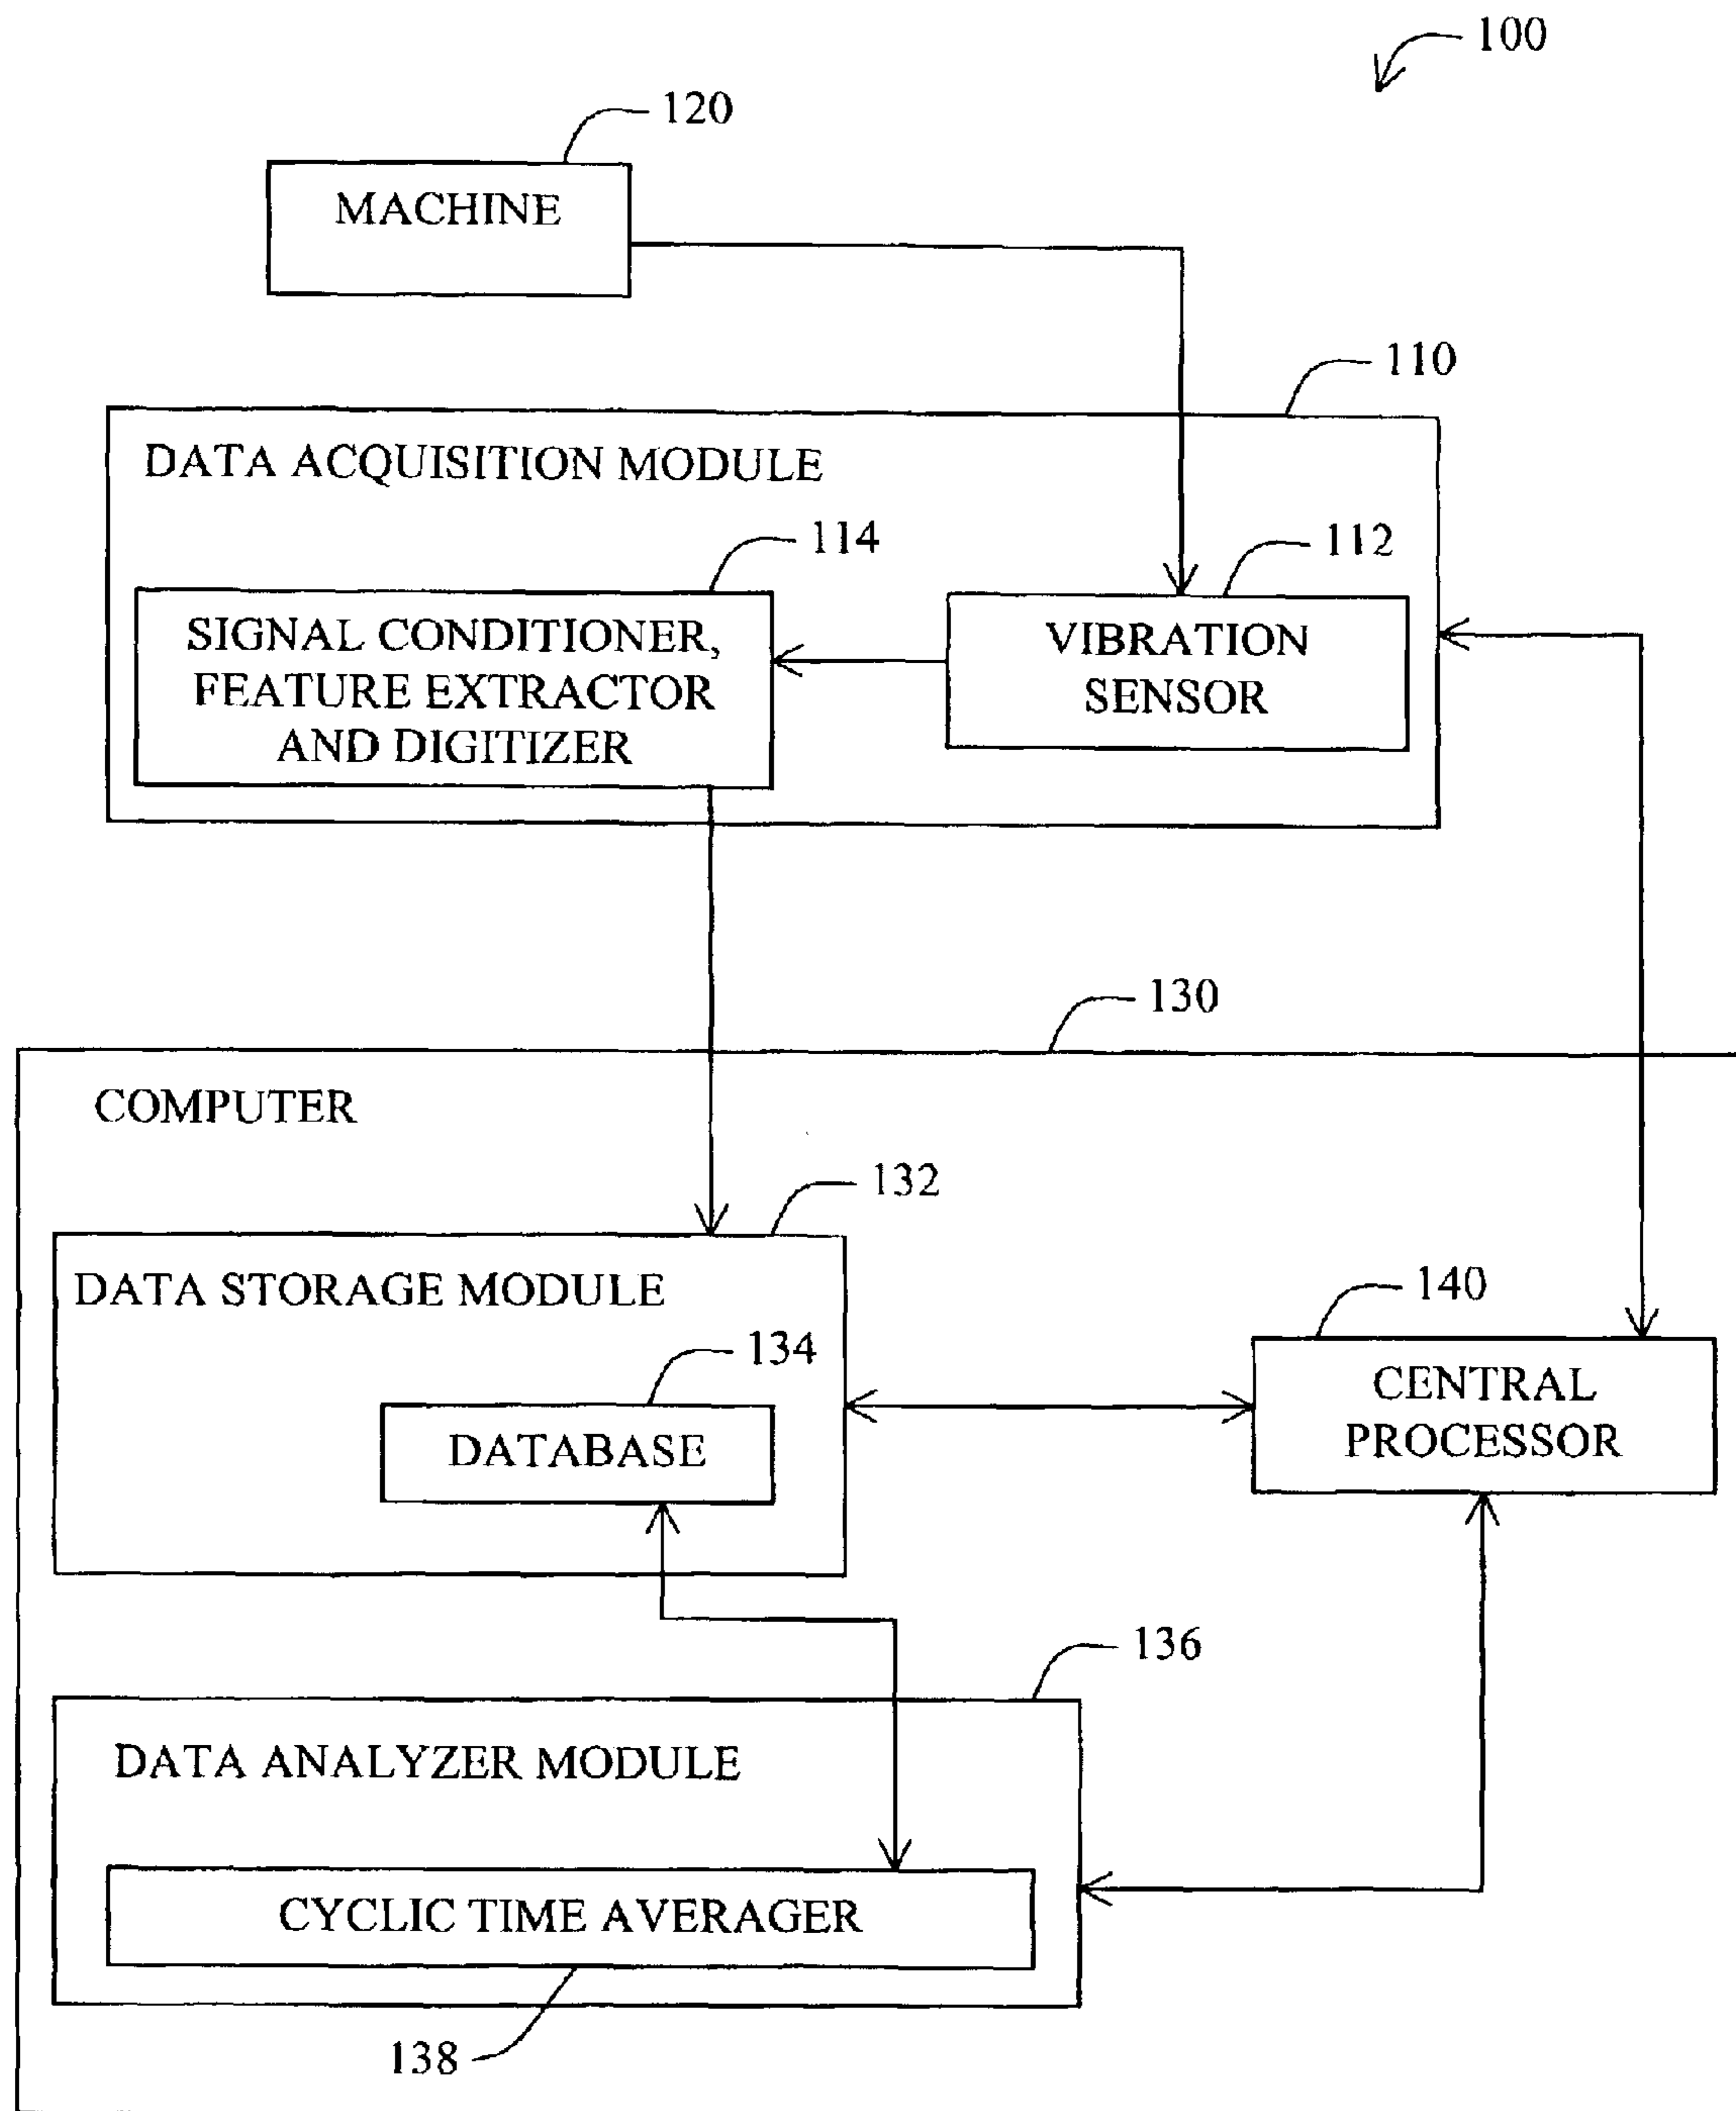 100
120
MACHINE
110
DATA ACQUISITION MODULE
114
112
SIGNAL CONDITIONER,
FEATURE EXTRACTOR
AND DIGITIZER
VIBRATION
SENSOR
130
COMPUTER
132
DATA STORAGE MODULE
134
DATABASE
140
CENTRAL
PROCESSOR
136
DATA ANALYZER MODULE
CYCLIC TIME AVERAGER
138